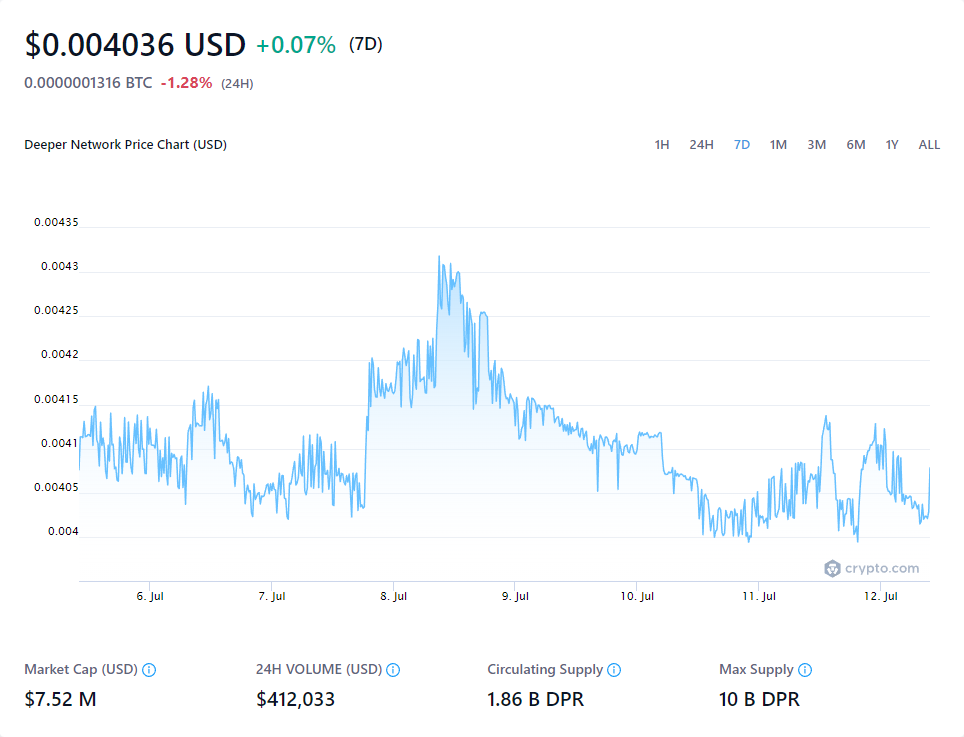 $0.004036 USD +0.07% (7D)
0.0000001316 BTC -1.28% (24H)
Deeper Network Price Chart (USD) 1H 24H 7D 1M 3M 6M 1Y ALL
0.00435
0.0043
0.00425
0.0042
0.00415
0.0041
0.00405
0.004
crypto.com
6. Jul 7. Jul 8. Jul 9. Jul 10. Jul 11. Jul 12. Jul
Market Cap (USD) 24H VOLUME (USD) Circulating Supply Max Supply
$7.52 M $412,033 1.86 B DPR 10 B DPR